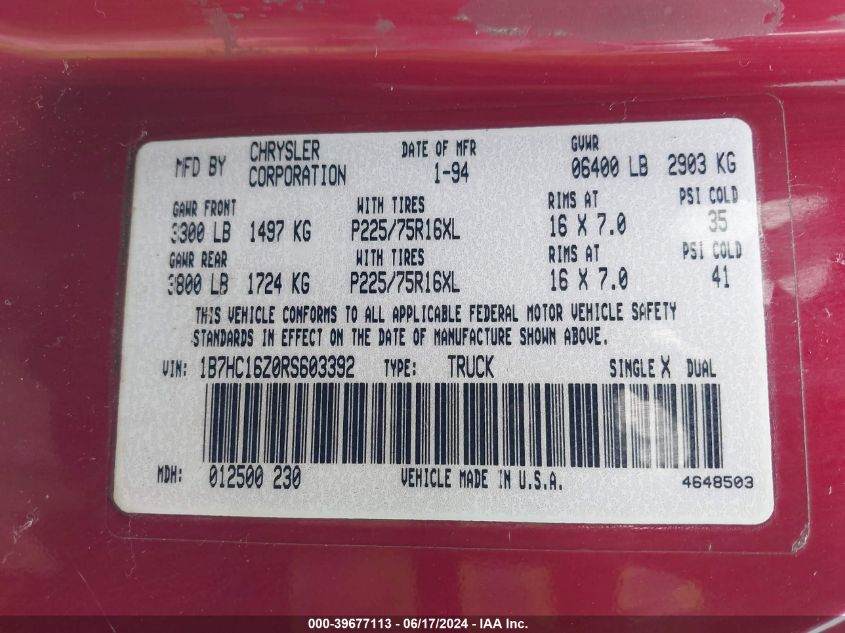 MFD BY CHRYSLER CORPORATION DATE OF MFR 1-94 GVWR 06400 LB 2903 KG
GAWR FRONT WITH TIRES RIMS AT PSI COLD
3300 LB 1497 KG P225/75R16XL 16 X 7.0 35
GAWR REAR WITH TIRES RIMS AT PSI COLD
3800 LB 1724 KG P225/75R16XL 16 X 7.0 41
THIS VEHICLE CONFORMS TO ALL APPLICABLE FEDERAL MOTOR VEHICLE SAFETY
STANDARDS IN EFFECT ON THE DATE OF MANUFACTURE SHOWN ABOVE.
VIN: 1B7HC16Z0RS603392 TYPE: TRUCK SINGLE X DUAL
MDH: 012500 230 VEHICLE MADE IN U.S.A. 4648503
000-39677113 - 06/17/2024 - IAA Inc.